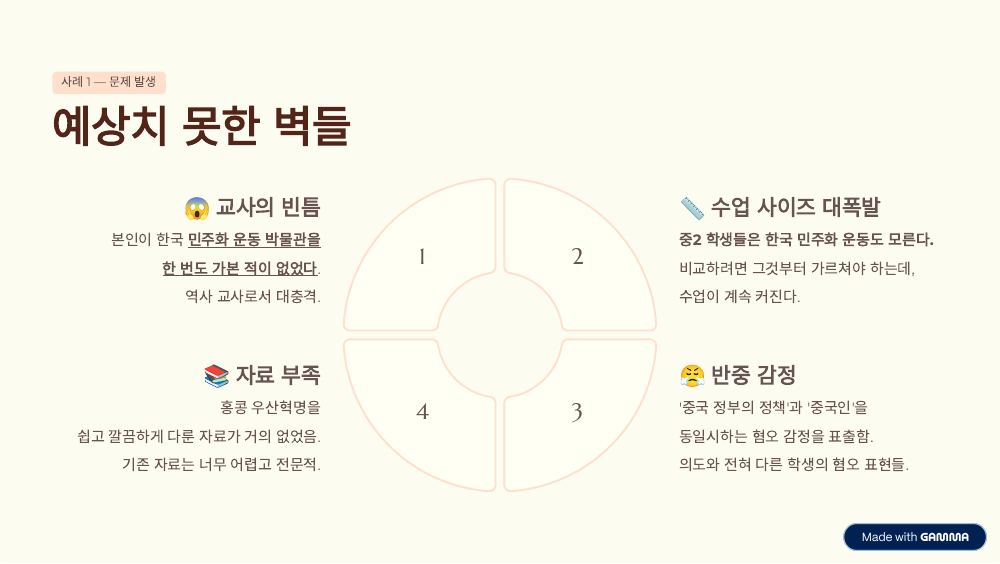 사례 1 — 문제 발생
예상치 못한 벽들
😱 교사의 빈틈
본인이 한국 민주화 운동 박물관을
한 번도 가본 적이 없었다.
역사 교사로서 대충격.
1
2
📏 수업 사이즈 대폭발
중2 학생들은 한국 민주화 운동도 모른다.
비교하려면 그것부터 가르쳐야 하는데,
수업이 계속 커진다.
📚 자료 부족
홍콩 우산혁명을
쉽고 깔끔하게 다룬 자료가 거의 없었음.
기존 자료는 너무 어렵고 전문적.
4
3
😤 반중 감정
'중국 정부의 정책'과 '중국인'을
동일시하는 혐오 감정을 표출함.
의도와 전혀 다른 학생의 혐오 표현들.
Made with GAMMA